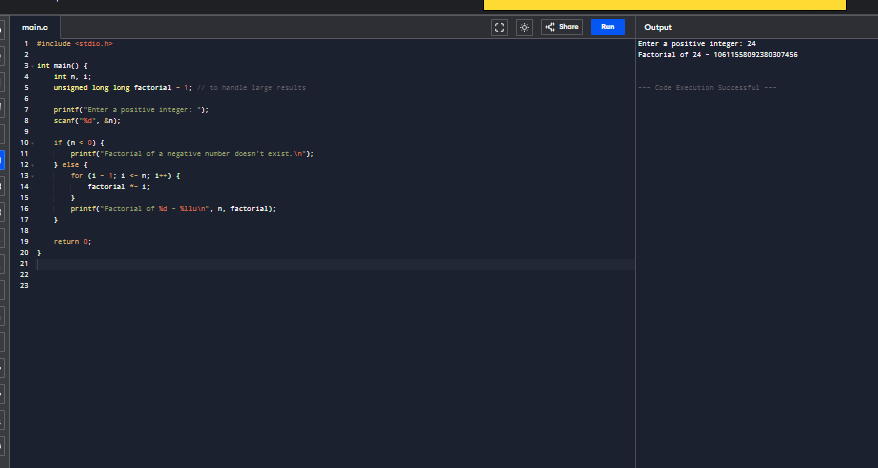 main.c
Share
Run
Output
1 #include <stdio.h>
2
3 int main() {
4 int n, i;
5 unsigned long long factorial = 1; // to handle large results
6
7 printf("Enter a positive integer: ");
8 scanf("%d", &n);
9
10 if (n < 0) {
11 printf("Factorial of a negative number doesn't exist.\n");
12 } else {
13 for (i = 1; i <= n; i++) {
14 factorial *= i;
15 }
16 printf("Factorial of %d = %llu\n", n, factorial);
17 }
18
19 return 0;
20 }
21
22
23
Enter a positive integer: 24
Factorial of 24 = 10611558092380307456
=== Code Execution Successful ===